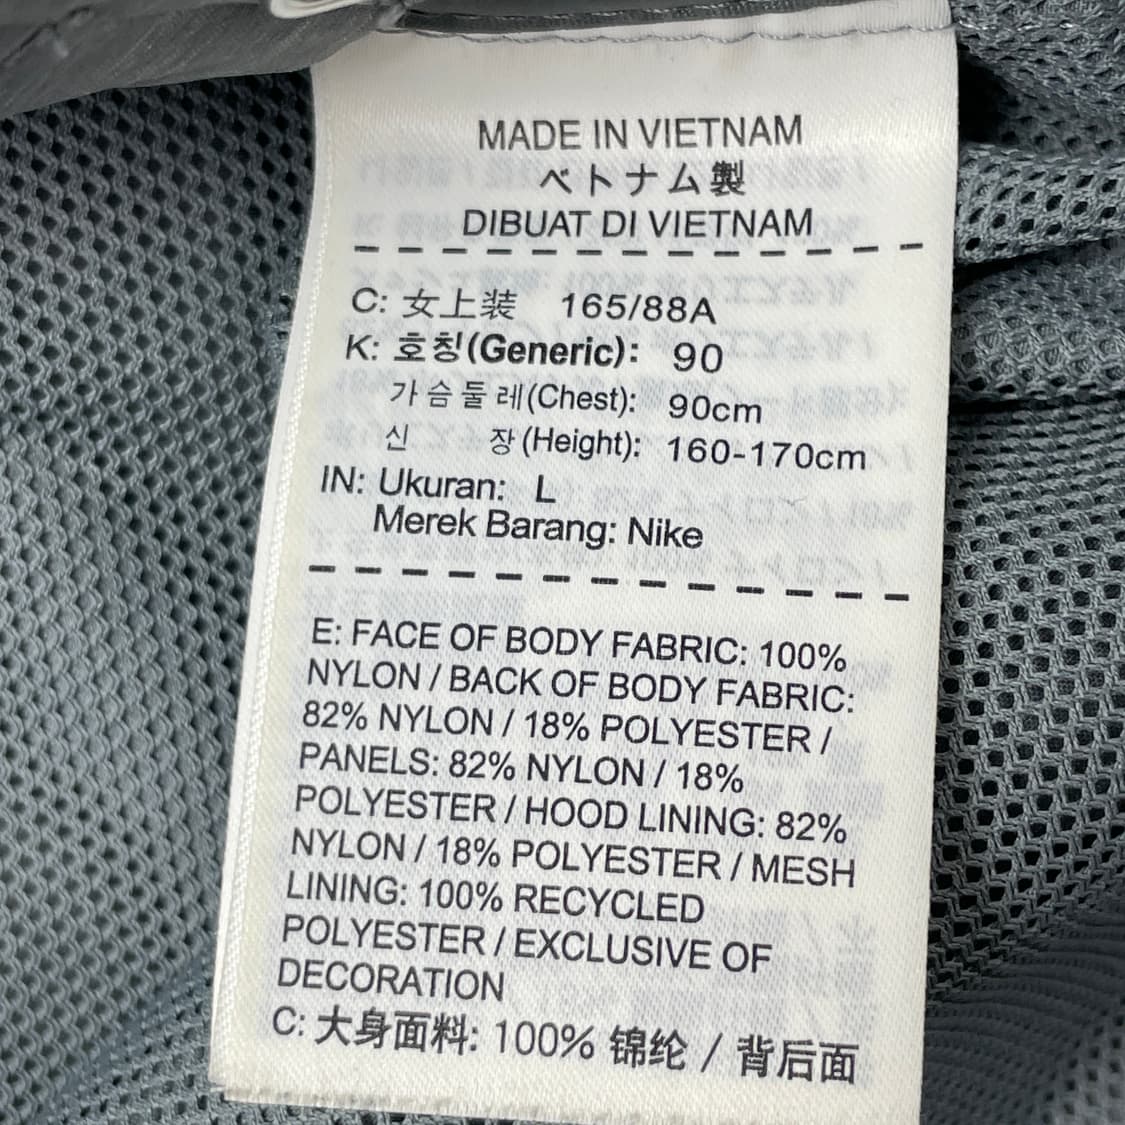 MADE IN VIETNAM
ベトナム製
DIBUAT DI VIETNAM
C: 女上装 165/88A
K: 호칭(Generic): 90
가슴둘레(Chest): 90cm
신 장(Height): 160-170cm
IN: Ukuran: L
Merek Barang: Nike
E: FACE OF BODY FABRIC: 100%
NYLON / BACK OF BODY FABRIC:
82% NYLON / 18% POLYESTER /
PANELS: 82% NYLON / 18%
POLYESTER / HOOD LINING: 82%
NYLON / 18% POLYESTER / MESH
LINING: 100% RECYCLED
POLYESTER / EXCLUSIVE OF
DECORATION
C: 大身面料: 100% 锦纶 / 背后面